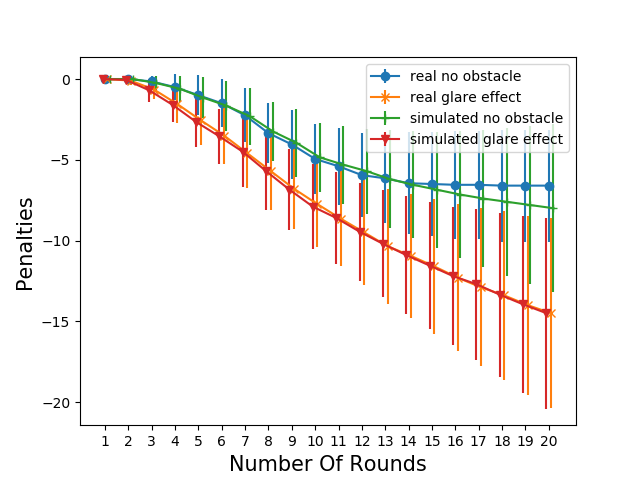 real no obstacle
real glare effect
simulated no obstacle
simulated glare effect
0
−5
−10
−15
−20
Penalties
1 2 3 4 5 6 7 8 9 10 11 12 13 14 15 16 17 18 19 20
Number Of Rounds